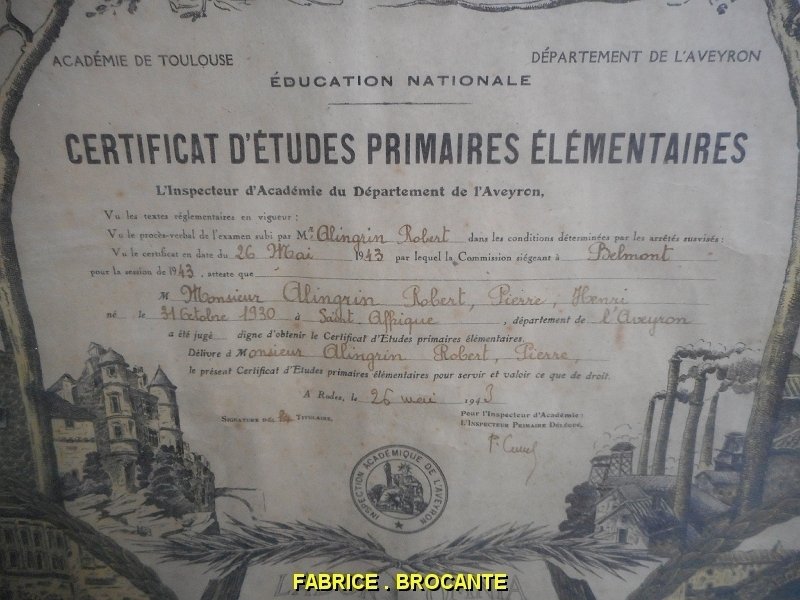 ACADÉMIE DE TOULOUSE
DÉPARTEMENT DE L'AVEYRON
ÉDUCATION NATIONALE
CERTIFICAT D'ÉTUDES PRIMAIRES ÉLÉMENTAIRES
L'Inspecteur d'Académie du Département de l'Aveyron,
Vu les textes réglementaires en vigueur :
Vu le procès-verbal de l'examen subi par Mr Alingrin Robert dans les conditions déterminées par les arrêtés susvisés :
Vu le certificat en date du 26 Mai 1943 par lequel la Commission siégeant à Belmont
pour la session de 1943, atteste que
M Monsieur Alingrin Robert, Pierre, Henri
né le 31 Octobre 1930 à Saint Affrique, département de l'Aveyron
a été jugé digne d'obtenir le Certificat d'Études primaires élémentaires.
Délivré à Monsieur Alingrin Robert, Pierre,
le présent Certificat d'Études primaires élémentaires pour servir et valoir ce que de droit.
A Rodez, le 26 mai 1943
SIGNATURE DU TITULAIRE,
Pour l'Inspecteur d'Académie :
L'INSPECTEUR PRIMAIRE DÉLÉGUÉ,
INSPECTION ACADÉMIQUE DE L'AVEYRON
FABRICE . BROCANTE